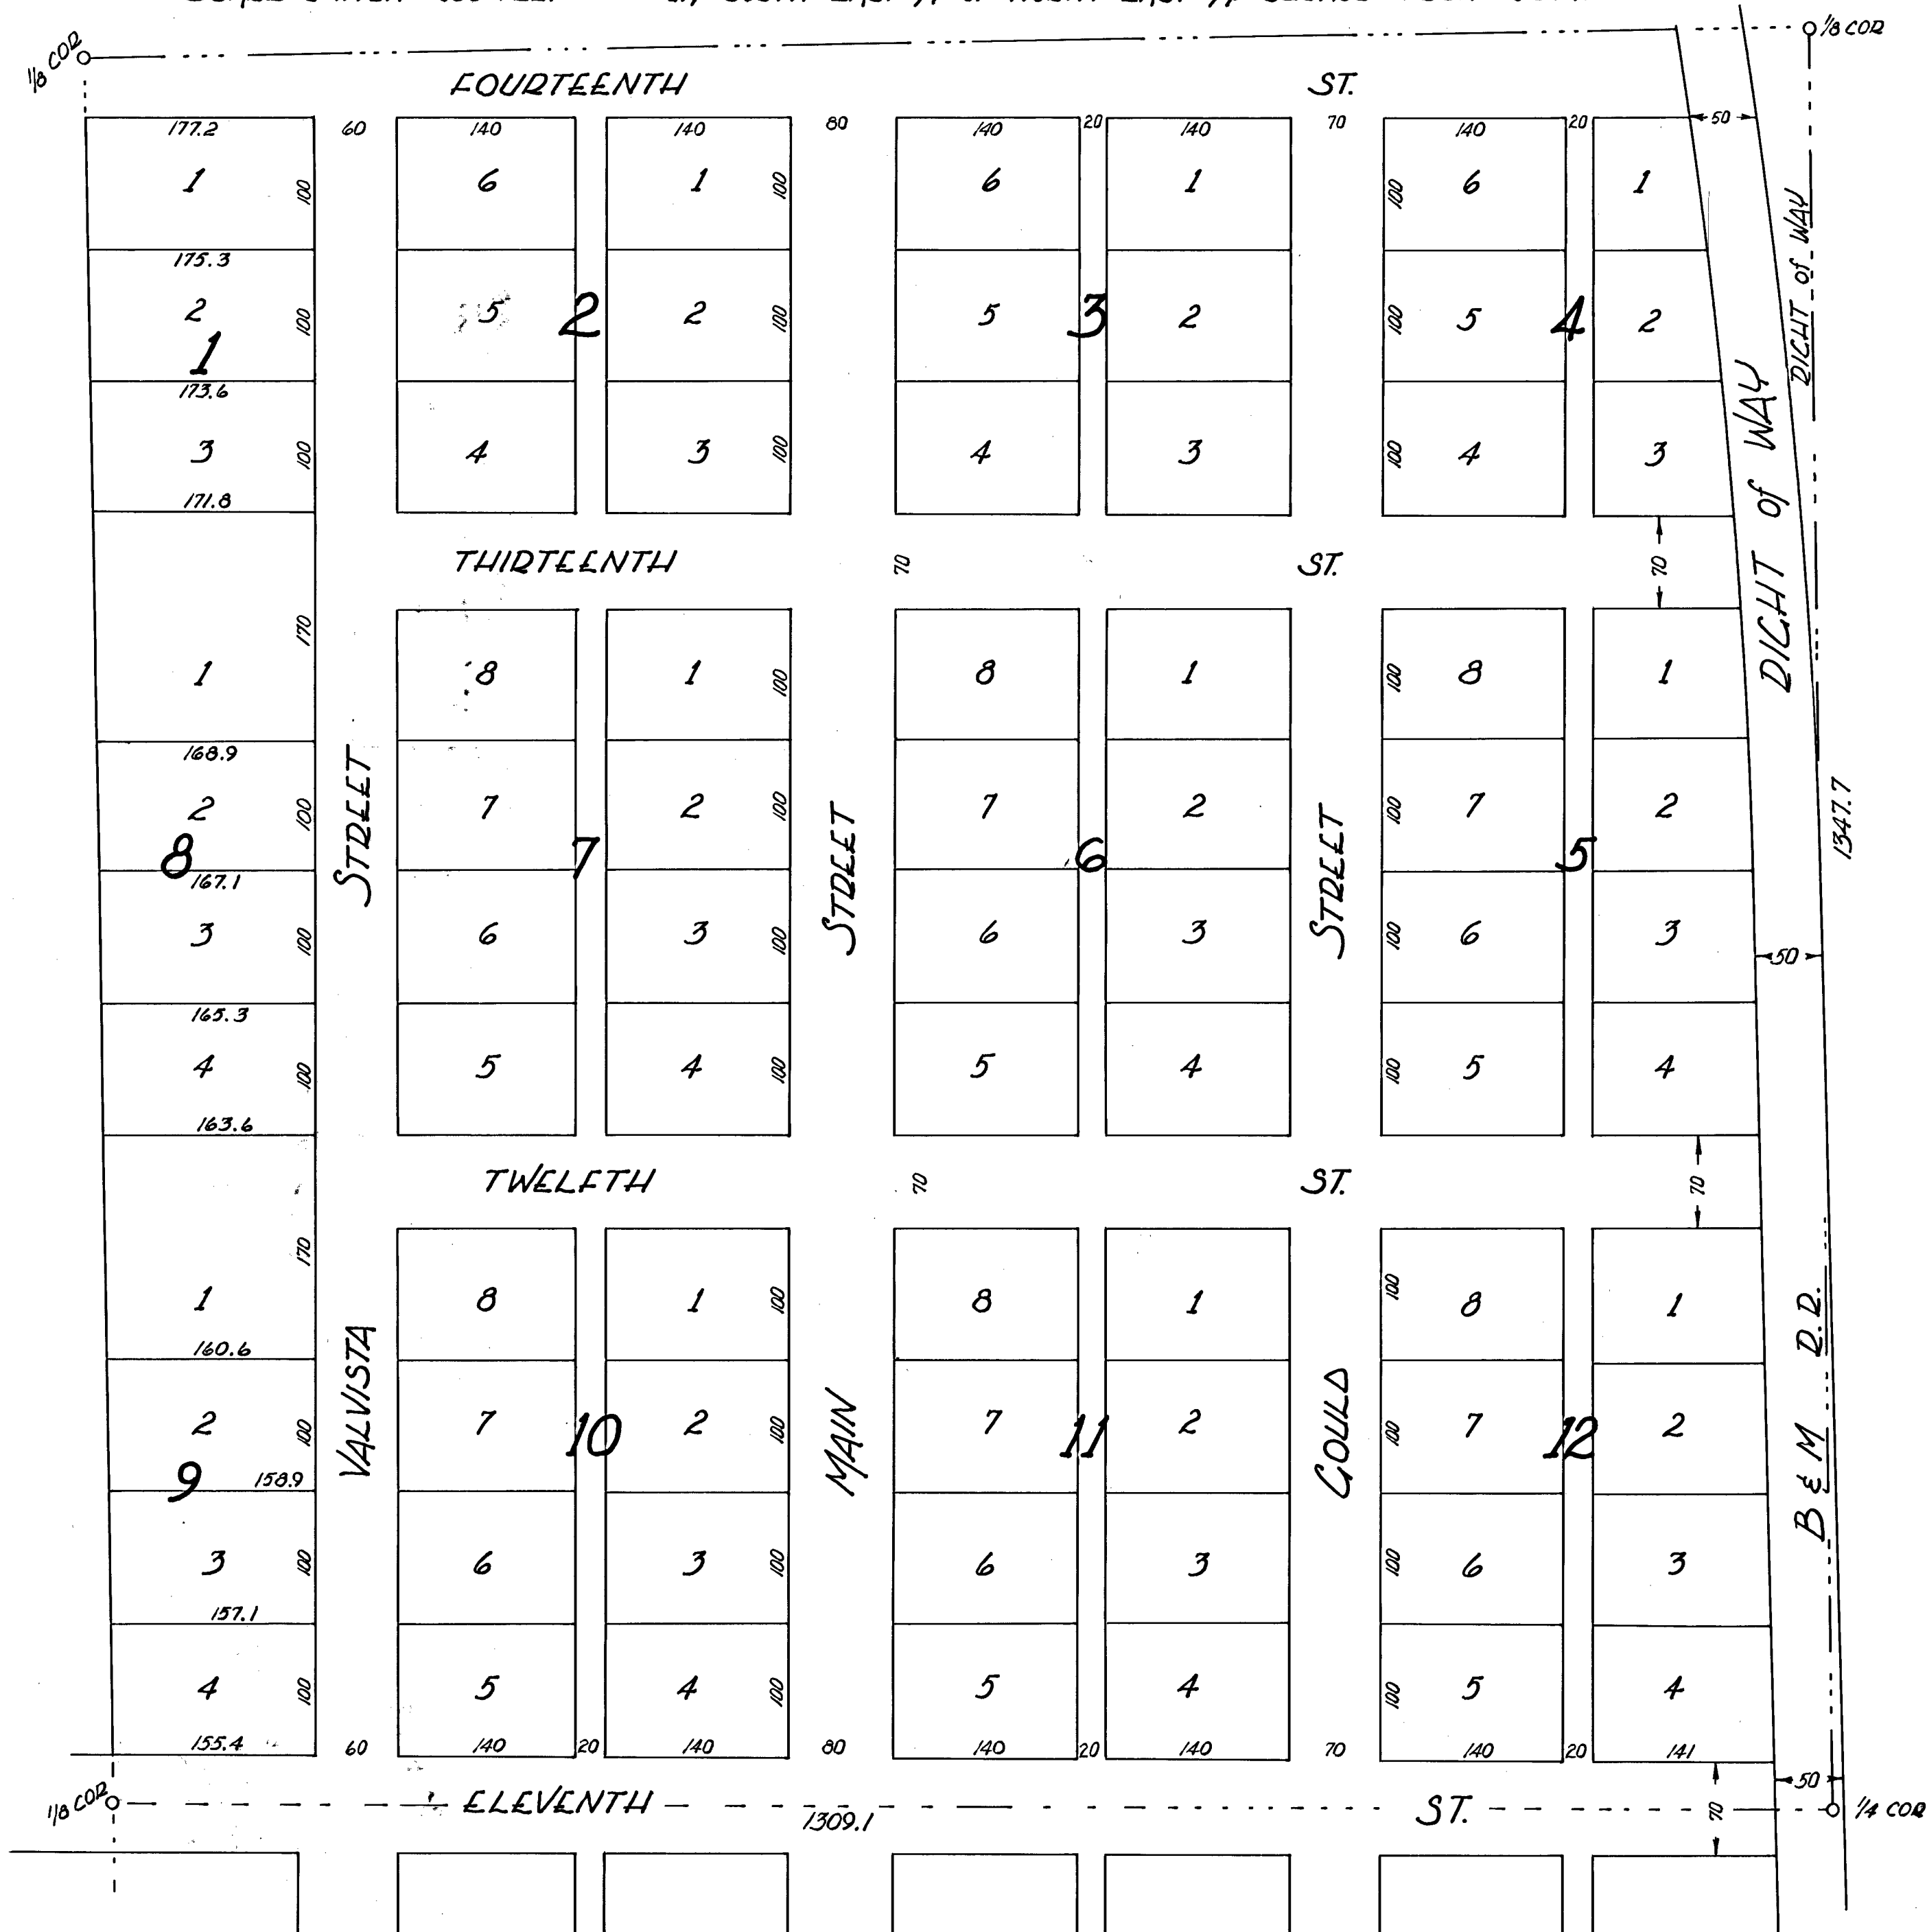 1/8 COR
1/8 COR
FOURTEENTH ST.
177.2 60 140 140 80 140 20 140 70 140 20 50
1 100 6 1 100 6 1 100 6 1
175.3
2 100 5 2 100 5 2 100 5 2
1 2 3 4
173.6
3 100 4 3 100 4 3 100 4 3
171.8
RIGHT of WAY
RIGHT of WAY
THIRTEENTH 70 ST. 70
170
1 8 1 100 8 1 100 8 1
168.9
2 100 7 2 100 7 2 100 7 2
8 7 6 5
167.1
STREET STREET STREET
1347.7
3 100 6 3 100 6 3 100 6 3
50
165.3
4 100 5 4 100 5 4 100 5 4
163.6
TWELFTH 70 ST. 70
170
1 8 1 100 8 1 100 8 1
160.6
2 100 7 2 100 7 2 100 7 2
9 10 11 12
158.9
VALVISTA MAIN GOULD
B & M R.R.
3 100 6 3 100 6 3 100 6 3
157.1
4 100 5 4 100 5 4 100 5 4
155.4 60 140 20 140 80 140 20 140 70 140 20 141
50
1/8 COR ELEVENTH 1309.1 ST. 70 1/4 COR